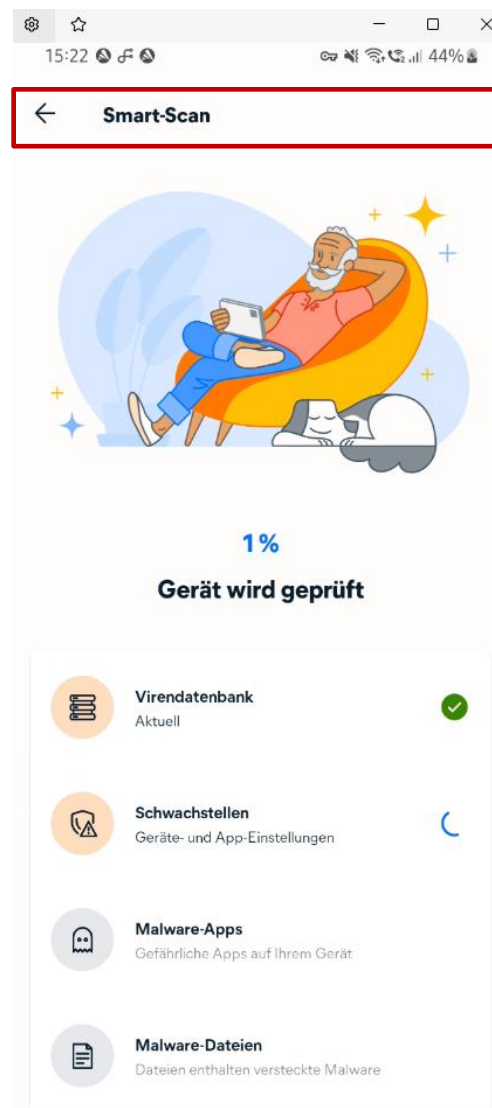 15:22 44%
Smart-Scan
1%
Gerät wird geprüft
Virendatenbank
Aktuell
Schwachstellen
Geräte- und App-Einstellungen
Malware-Apps
Gefährliche Apps auf Ihrem Gerät
Malware-Dateien
Dateien enthalten versteckte Malware